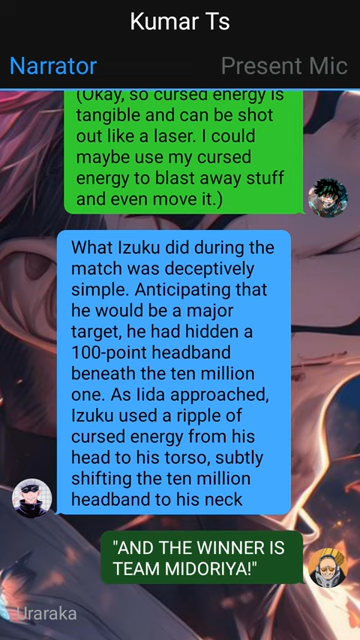 Kumar Ts
Narrator
Present Mic
(Okay, so cursed energy is
tangible and can be shot
out like a laser. I could
maybe use my cursed
energy to blast away stuff
and even move it.)
What Izuku did during the
match was deceptively
simple. Anticipating that
he would be a major
target, he had hidden a
100-point headband
beneath the ten million
one. As Iida approached,
Izuku used a ripple of
cursed energy from his
head to his torso, subtly
shifting the ten million
headband to his neck
"AND THE WINNER IS
TEAM MIDORIYA!"
Uraraka